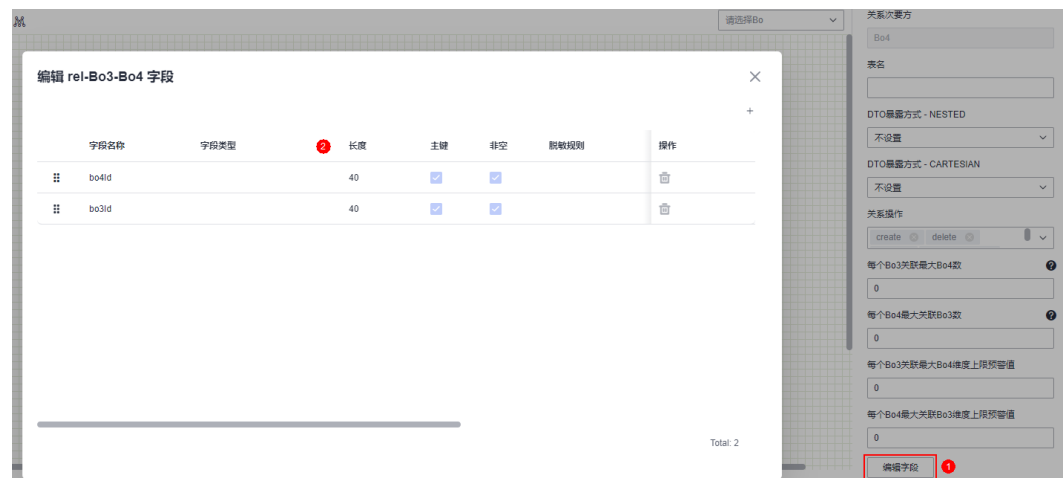 请选择Bo
编辑 rel-Bo3-Bo4 字段
+
字段名称 字段类型 2 长度 主键 非空 脱敏规则 操作
bo4Id 40
bo3Id 40
Total: 2
关系次要方
Bo4
表名
DTO暴露方式 - NESTED
不设置
DTO暴露方式 - CARTESIAN
不设置
关系操作
create delete
每个Bo3关联最大Bo4数
0
每个Bo4最大关联Bo3数
0
每个Bo3关联最大Bo4维度上限预警值
0
每个Bo4最大关联Bo3维度上限预警值
0
编辑字段 1